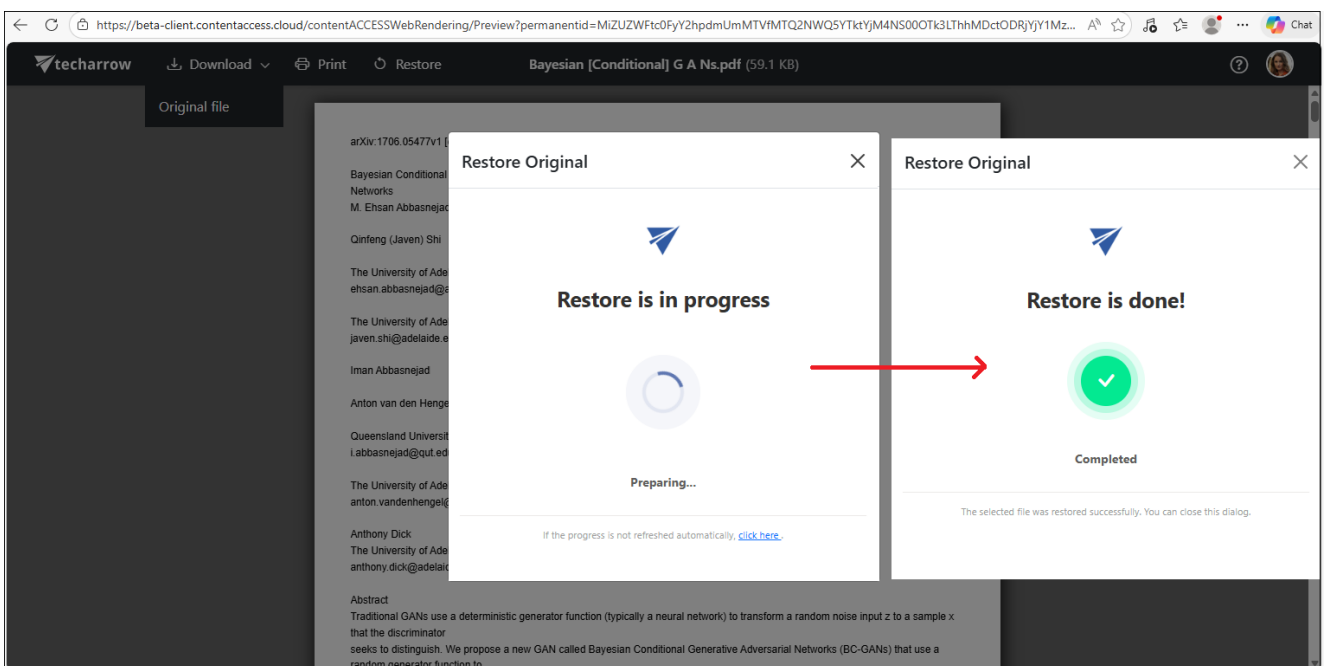 https://beta-client.contentaccess.cloud/contentACCESSWebRendering/Preview?permanentid=
Chat
techarrow
Download
Print
Restore
Bayesian [Conditional] G A Ns.pdf (59.1 KB)
Original file
arXiv:1706.05477v1
Bayesian Conditional
Networks
M. Ehsan Abbasnejad
Qinfeng (Javen) Shi
The University of Ade
ehsan.abbasnejad@a
The University of Ade
javen.shi@adelaide.e
Iman Abbasnejad
Anton van den Henge
Queensland Universit
i.abbasnejad@qut.ed
The University of Ade
anton.vandenhengel@
Anthony Dick
The University of Ade
anthony.dick@adelaid
Abstract
Traditional GANs use a deterministic generator function (typically a neural network) to transform a random noise input z to a sample x
that the discriminator
seeks to distinguish. We propose a new GAN called Bayesian Conditional Generative Adversarial Networks (BC-GANs) that use a
random generator function to
Restore Original
Restore is in progress
Preparing...
If the progress is not refreshed automatically, click here .
Restore Original
Restore is done!
Completed
The selected file was restored successfully. You can close this dialog.